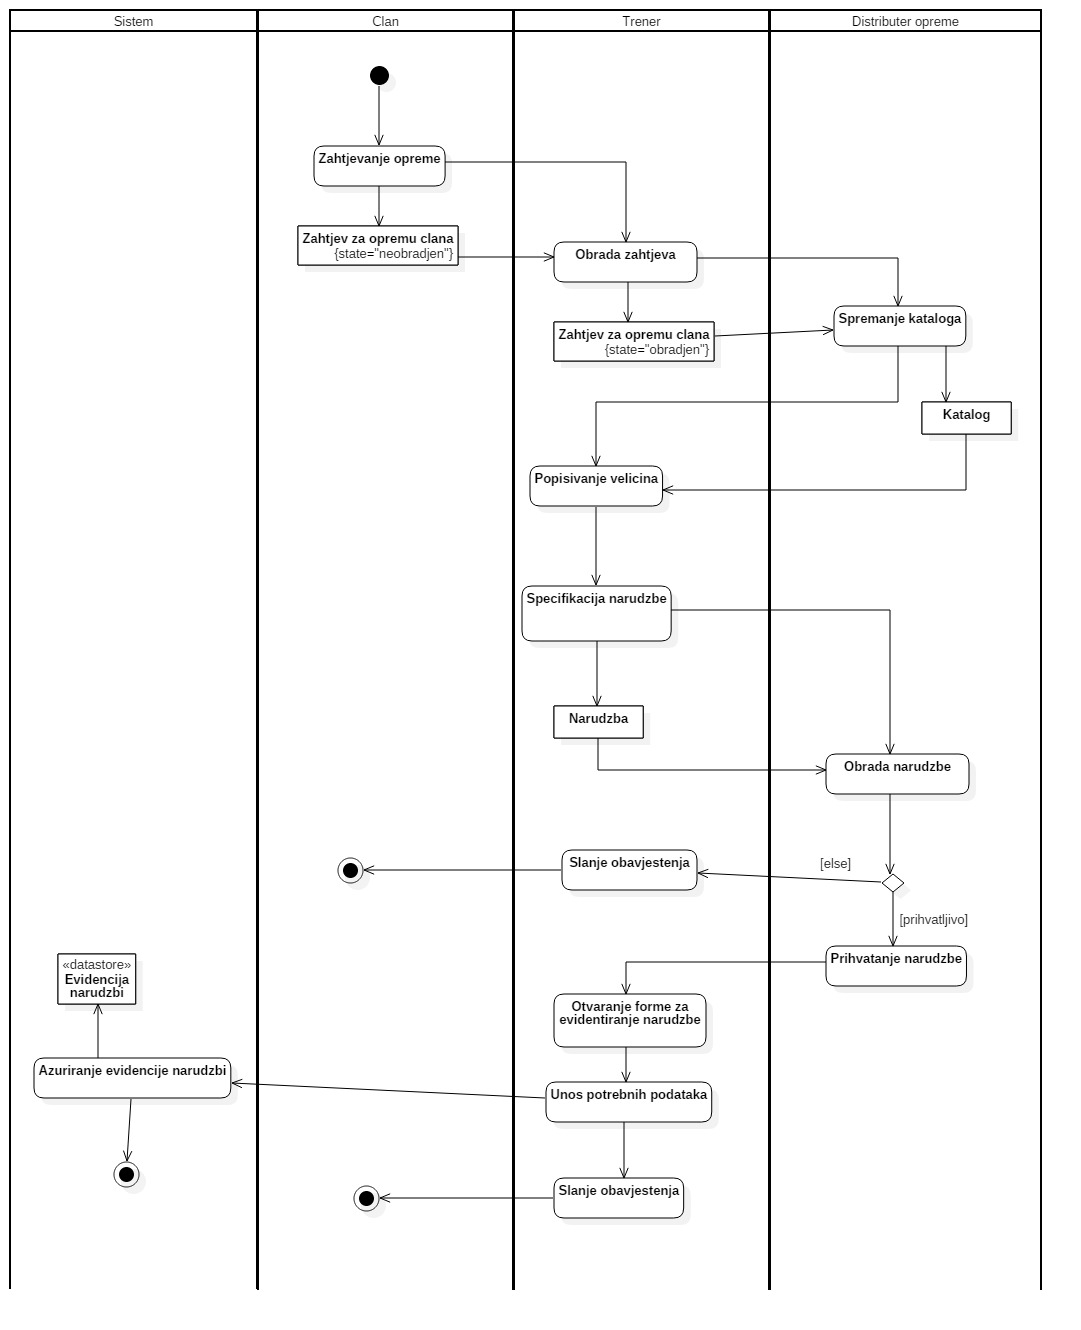 Sistem
Clan
Trener
Distributer opreme
Zahtjevanje opreme
Zahtjev za opremu clana
{state="neobradjen"}
Obrada zahtjeva
Spremanje kataloga
Zahtjev za opremu clana
{state="obradjen"}
Katalog
Popisivanje velicina
Specifikacija narudzbe
Narudzba
Obrada narudzbe
Slanje obavjestenja
[else]
[prihvatljivo]
Prihvatanje narudzbe
«datastore»
Evidencija
narudzbi
Otvaranje forme za
evidentiranje narudzbe
Azuriranje evidencije narudzbi
Unos potrebnih podataka
Slanje obavjestenja